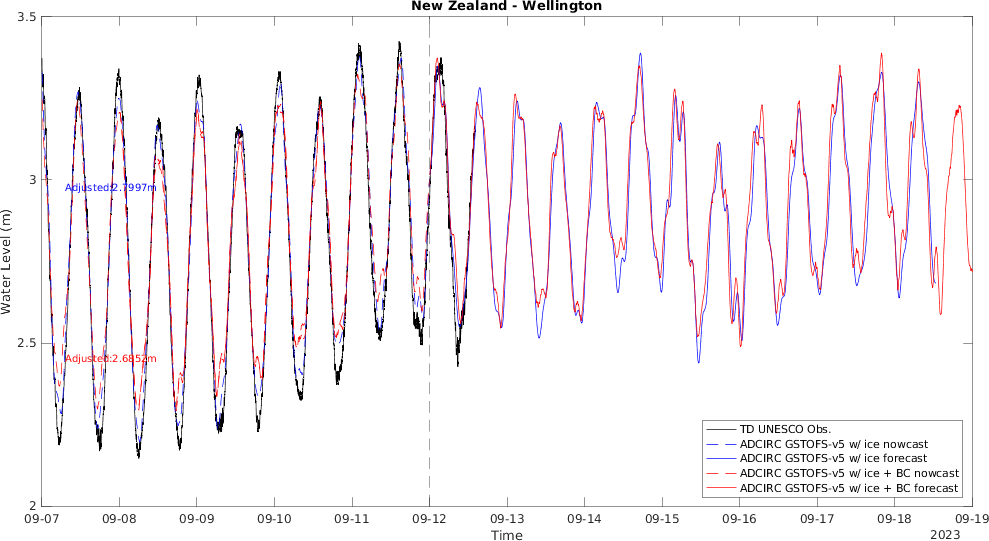 New Zealand - Wellington
3.5
3
2.5
2
Water Level (m)
Adjusted:2.7997m
Adjusted:2.6852m
TD UNESCO Obs.
ADCIRC GSTOFS-v5 w/ ice nowcast
ADCIRC GSTOFS-v5 w/ ice forecast
ADCIRC GSTOFS-v5 w/ ice + BC nowcast
ADCIRC GSTOFS-v5 w/ ice + BC forecast
09-07 09-08 09-09 09-10 09-11 09-12 09-13 09-14 09-15 09-16 09-17 09-18 09-19
Time
2023